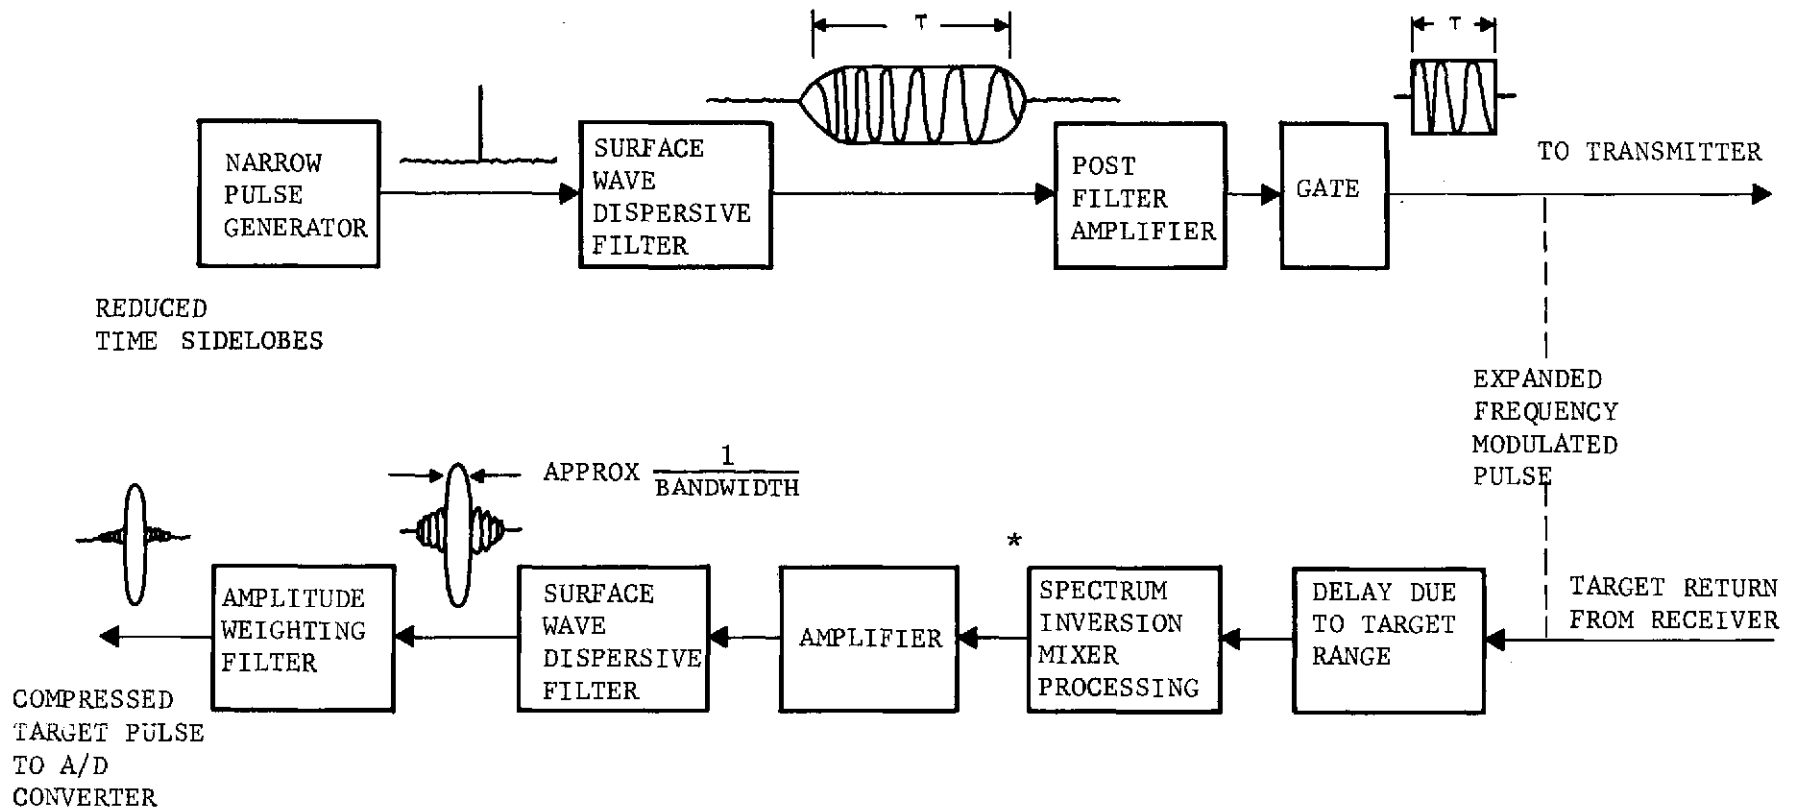 τ
τ
NARROW
PULSE
GENERATOR
SURFACE
WAVE
DISPERSIVE
FILTER
POST
FILTER
AMPLIFIER
GATE
TO TRANSMITTER
REDUCED
TIME SIDELOBES
EXPANDED
FREQUENCY
MODULATED
PULSE
APPROX 1
BANDWIDTH
*
AMPLITUDE
WEIGHTING
FILTER
SURFACE
WAVE
DISPERSIVE
FILTER
AMPLIFIER
SPECTRUM
INVERSION
MIXER
PROCESSING
DELAY DUE
TO TARGET
RANGE
TARGET RETURN
FROM RECEIVER
COMPRESSED
TARGET PULSE
TO A/D
CONVERTER